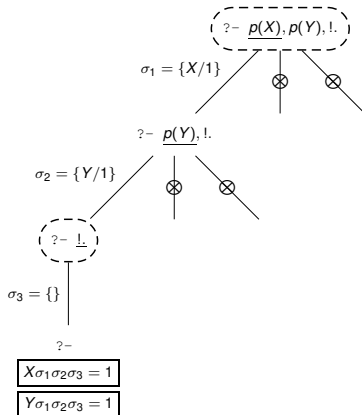 ?– p(X), p(Y), !.
σ₁ = {X/1}
?– p(Y), !.
σ₂ = {Y/1}
?– !.
σ₃ = {}
?–
Xσ₁σ₂σ₃ = 1
Yσ₁σ₂σ₃ = 1